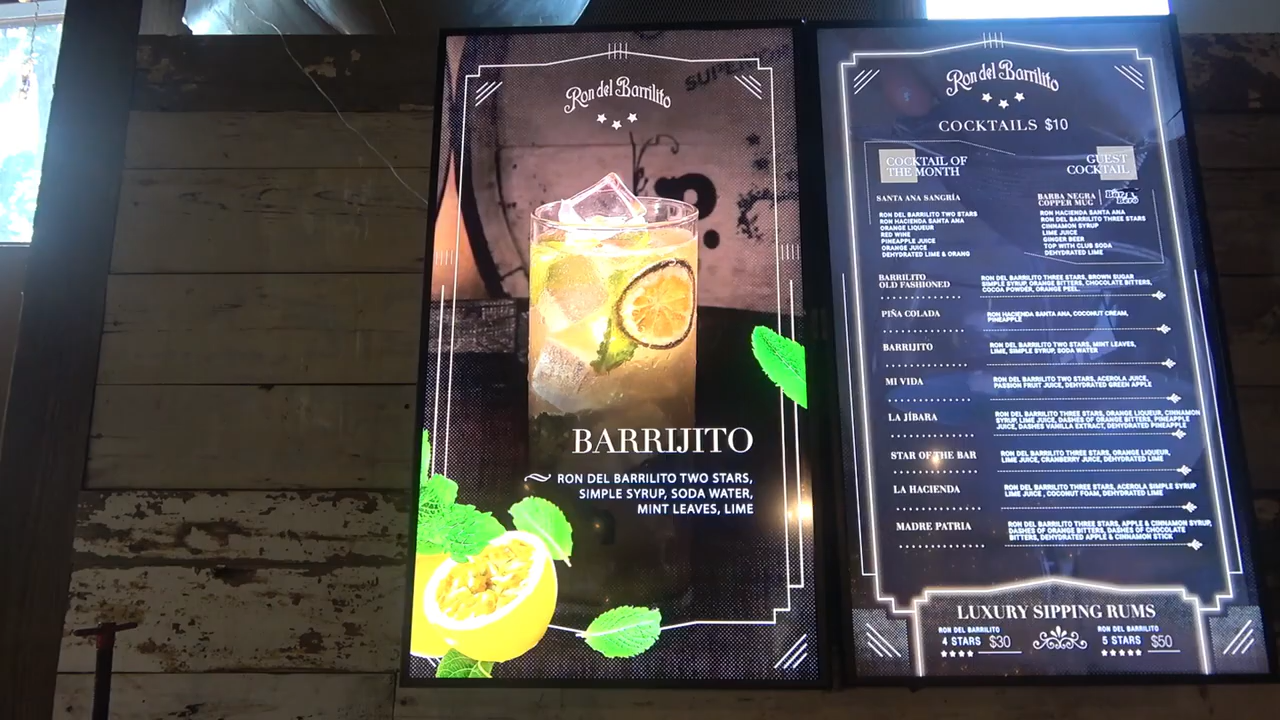 SUPERIOR
Ron del Barrilito
BARRIJITO
RON DEL BARRILITO TWO STARS,
SIMPLE SYRUP, SODA WATER,
MINT LEAVES, LIME
Ron del Barrilito
COCKTAILS $10
COCKTAIL OF
THE MONTH
SANTA ANA SANGRÍA
RON DEL BARRILITO TWO STARS
RON HACIENDA SANTA ANA
ORANGE LIQUEUR
RED WINE
PINEAPPLE JUICE
ORANGE JUICE
DEHYDRATED LIME & ORANG
GUEST
COCKTAIL
BARBA NEGRA
COPPER MUG
RON HACIENDA SANTA ANA
RON DEL BARRILITO THREE STARS
CINNAMON SYRUP
LIME JUICE
GINGER BEER
TOP WITH CLUB SODA
DEHYDRATED LIME
BARRILITO
OLD FASHIONED
RON DEL BARRILITO THREE STARS, BROWN SUGAR
SIMPLE SYRUP, ORANGE BITTERS, CHOCOLATE BITTERS,
COCOA POWDER, ORANGE PEEL
PIÑA COLADA
RON HACIENDA SANTA ANA, COCONUT CREAM,
PINEAPPLE
BARRIJITO
RON DEL BARRILITO TWO STARS, MINT LEAVES,
LIME, SIMPLE SYRUP, SODA WATER
MI VIDA
RON DEL BARRILITO TWO STARS, ACEROLA JUICE,
PASSION FRUIT JUICE, DEHYDRATED GREEN APPLE
LA JÍBARA
RON DEL BARRILITO THREE STARS, ORANGE LIQUEUR, CINNAMON
SYRUP, LIME JUICE, DASHES OF ORANGE BITTERS, PINEAPPLE
JUICE, DASHES VANILLA EXTRACT, DEHYDRATED PINEAPPLE
STAR OF THE BAR
RON DEL BARRILITO THREE STARS, ORANGE LIQUEUR,
LIME JUICE, CRANBERRY JUICE, DEHYDRATED LIME
LA HACIENDA
RON DEL BARRILITO THREE STARS, ACEROLA SIMPLE SYRUP
LIME JUICE , COCONUT FOAM, DEHYDRATED LIME
MADRE PATRIA
RON DEL BARRILITO THREE STARS, APPLE & CINNAMON SYRUP,
DASHES OF ORANGE BITTERS, DASHES OF CHOCOLATE
BITTERS, DEHYDRATED APPLE & CINNAMON STICK
LUXURY SIPPING RUMS
RON DEL BARRILITO
4 STARS $30
RON DEL BARRILITO
5 STARS $50